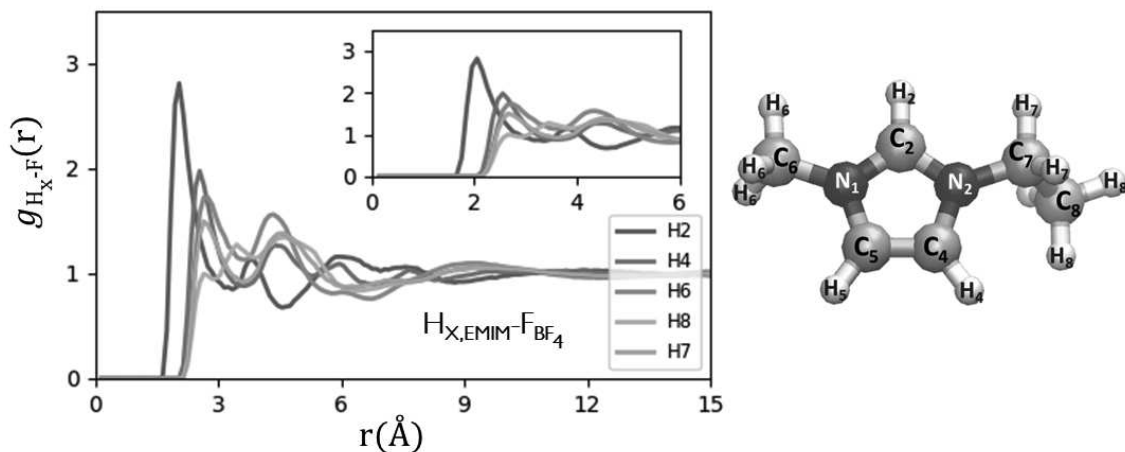 g_{H_X-F}(r)
3
2
1
0
0 3 6 9 12 15
r(Å)
3
2
1
0
0 2 4 6
H2
H4
H6
H8
H7
H_{X,EMIM}-F_{BF_4}
H₂
H₆
H₇
C₂
C₆
C₇
H₆
H₇
H₈
H₆
N₁
N₂
C₈
C₅
C₄
H₈
H₅
H₄